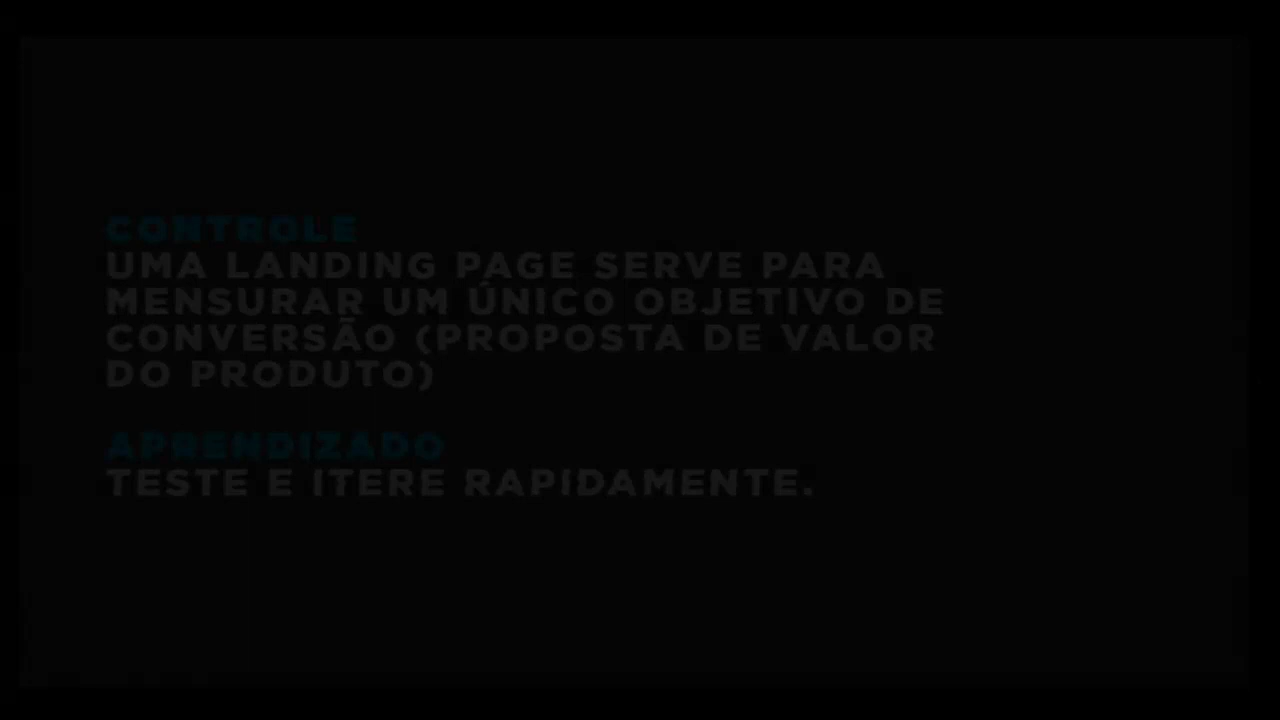 CONTROLE
UMA LANDING PAGE SERVE PARA
MENSURAR UM ÚNICO OBJETIVO DE
CONVERSÃO (PROPOSTA DE VALOR
DO PRODUTO)
APRENDIZADO
TESTE E ITERE RAPIDAMENTE.